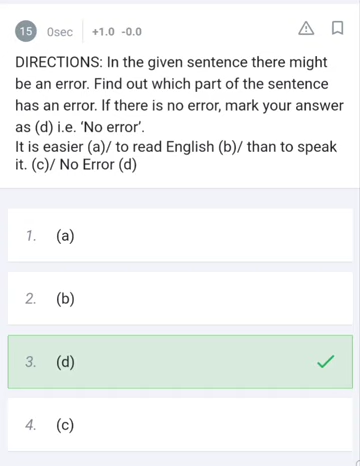 15 0sec +1.0 -0.0
DIRECTIONS: In the given sentence there might
be an error. Find out which part of the sentence
has an error. If there is no error, mark your answer
as (d) i.e. ‘No error’.
It is easier (a)/ to read English (b)/ than to speak
it. (c)/ No Error (d)
1. (a)
2. (b)
3. (d)
4. (c)